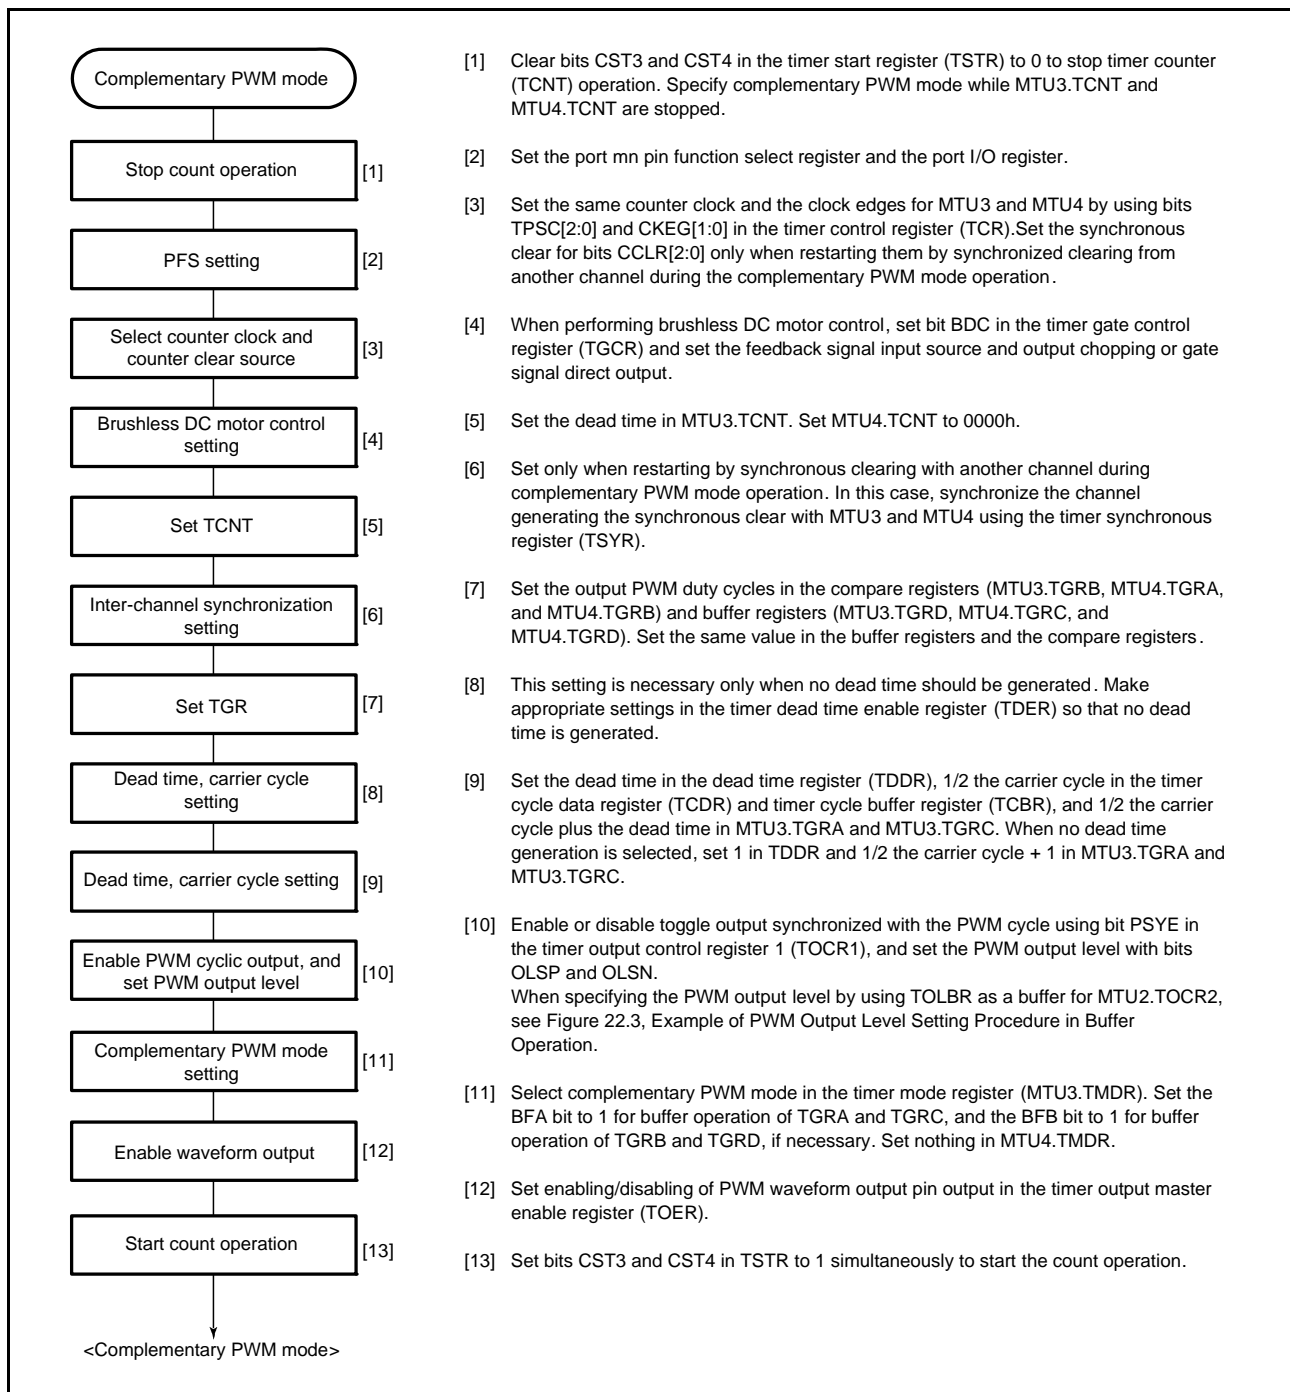 Complementary PWM mode
Stop count operation
[1]
PFS setting
[2]
Select counter clock and
counter clear source
[3]
Brushless DC motor control
setting
[4]
Set TCNT
[5]
Inter-channel synchronization
setting
[6]
Set TGR
[7]
Dead time, carrier cycle
setting
[8]
Dead time, carrier cycle setting
[9]
Enable PWM cyclic output, and
set PWM output level
[10]
Complementary PWM mode
setting
[11]
Enable waveform output
[12]
Start count operation
[13]
<Complementary PWM mode>
[1] Clear bits CST3 and CST4 in the timer start register (TSTR) to 0 to stop timer counter
(TCNT) operation. Specify complementary PWM mode while MTU3.TCNT and
MTU4.TCNT are stopped.
[2] Set the port mn pin function select register and the port I/O register.
[3] Set the same counter clock and the clock edges for MTU3 and MTU4 by using bits
TPSC[2:0] and CKEG[1:0] in the timer control register (TCR).Set the synchronous
clear for bits CCLR[2:0] only when restarting them by synchronized clearing from
another channel during the complementary PWM mode operation.
[4] When performing brushless DC motor control, set bit BDC in the timer gate control
register (TGCR) and set the feedback signal input source and output chopping or gate
signal direct output.
[5] Set the dead time in MTU3.TCNT. Set MTU4.TCNT to 0000h.
[6] Set only when restarting by synchronous clearing with another channel during
complementary PWM mode operation. In this case, synchronize the channel
generating the synchronous clear with MTU3 and MTU4 using the timer synchronous
register (TSYR).
[7] Set the output PWM duty cycles in the compare registers (MTU3.TGRB, MTU4.TGRA,
and MTU4.TGRB) and buffer registers (MTU3.TGRD, MTU4.TGRC, and
MTU4.TGRD). Set the same value in the buffer registers and the compare registers.
[8] This setting is necessary only when no dead time should be generated. Make
appropriate settings in the timer dead time enable register (TDER) so that no dead
time is generated.
[9] Set the dead time in the dead time register (TDDR), 1/2 the carrier cycle in the timer
cycle data register (TCDR) and timer cycle buffer register (TCBR), and 1/2 the carrier
cycle plus the dead time in MTU3.TGRA and MTU3.TGRC. When no dead time
generation is selected, set 1 in TDDR and 1/2 the carrier cycle + 1 in MTU3.TGRA and
MTU3.TGRC.
[10] Enable or disable toggle output synchronized with the PWM cycle using bit PSYE in
the timer output control register 1 (TOCR1), and set the PWM output level with bits
OLSP and OLSN.
When specifying the PWM output level by using TOLBR as a buffer for MTU2.TOCR2,
see Figure 22.3, Example of PWM Output Level Setting Procedure in Buffer
Operation.
[11] Select complementary PWM mode in the timer mode register (MTU3.TMDR). Set the
BFA bit to 1 for buffer operation of TGRA and TGRC, and the BFB bit to 1 for buffer
operation of TGRB and TGRD, if necessary. Set nothing in MTU4.TMDR.
[12] Set enabling/disabling of PWM waveform output pin output in the timer output master
enable register (TOER).
[13] Set bits CST3 and CST4 in TSTR to 1 simultaneously to start the count operation.